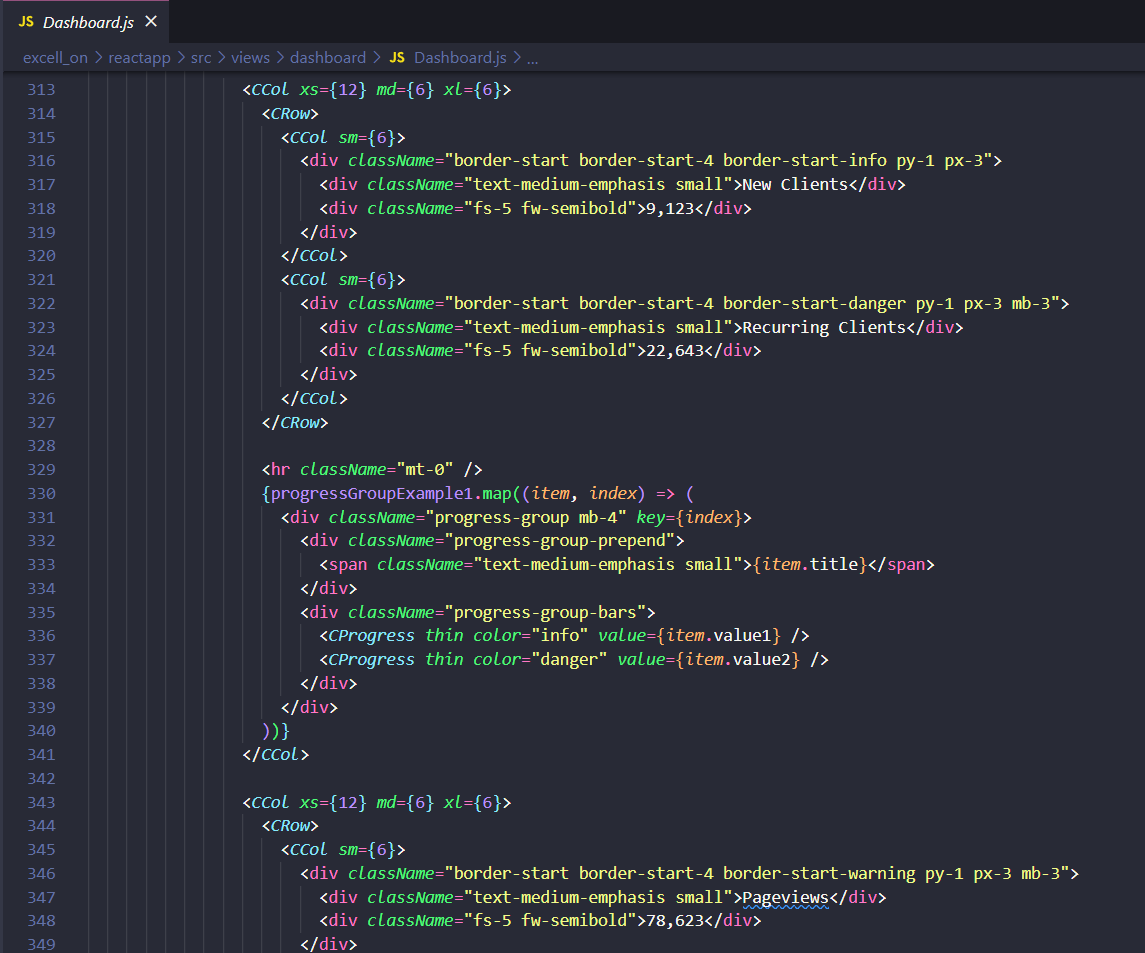 JS Dashboard.js ×
excell_on > reactapp > src > views > dashboard > JS Dashboard.js > ...
313 <CCol xs={12} md={6} xl={6}>
314 <CRow>
315 <CCol sm={6}>
316 <div className="border-start border-start-4 border-start-info py-1 px-3">
317 <div className="text-medium-emphasis small">New Clients</div>
318 <div className="fs-5 fw-semibold">9,123</div>
319 </div>
320 </CCol>
321 <CCol sm={6}>
322 <div className="border-start border-start-4 border-start-danger py-1 px-3 mb-3">
323 <div className="text-medium-emphasis small">Recurring Clients</div>
324 <div className="fs-5 fw-semibold">22,643</div>
325 </div>
326 </CCol>
327 </CRow>
328
329 <hr className="mt-0" />
330 {progressGroupExample1.map((item, index) => (
331 <div className="progress-group mb-4" key={index}>
332 <div className="progress-group-prepend">
333 <span className="text-medium-emphasis small">{item.title}</span>
334 </div>
335 <div className="progress-group-bars">
336 <CProgress thin color="info" value={item.value1} />
337 <CProgress thin color="danger" value={item.value2} />
338 </div>
339 </div>
340 ))}
341 </CCol>
342
343 <CCol xs={12} md={6} xl={6}>
344 <CRow>
345 <CCol sm={6}>
346 <div className="border-start border-start-4 border-start-warning py-1 px-3 mb-3">
347 <div className="text-medium-emphasis small">Pageviews</div>
348 <div className="fs-5 fw-semibold">78,623</div>
349 </div>